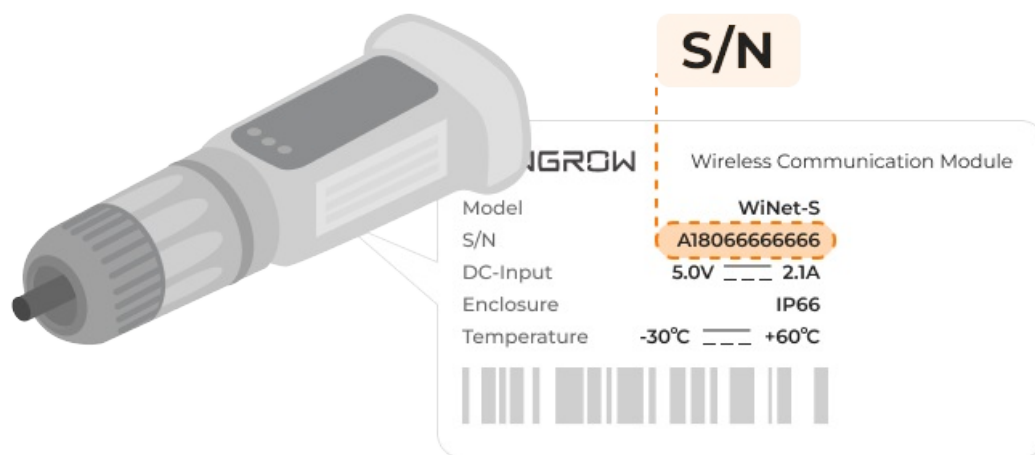 S/N
NGROW Wireless Communication Module
Model WiNet-S
S/N A18066666666
DC-Input 5.0V 2.1A
Enclosure IP66
Temperature -30°C +60°C